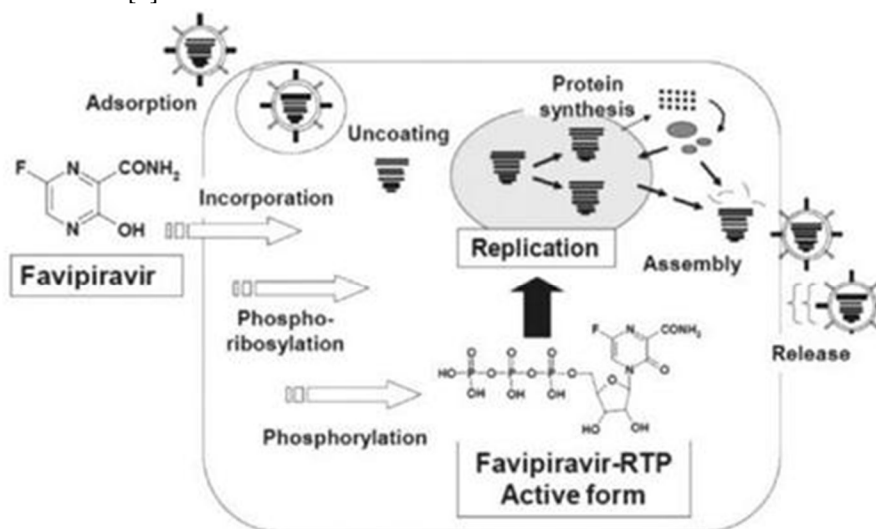 Adsorption
Uncoating
Protein
synthesis
F
N
CONH₂
N
OH
Incorporation
Favipiravir
Replication
Assembly
Phospho-
ribosylation
Release
F
N
CONH₂
N
O
O
O
O
HO-P-O-P-O-P-O
OH
OH
OH
O
HO
OH
Phosphorylation
Favipiravir-RTP
Active form